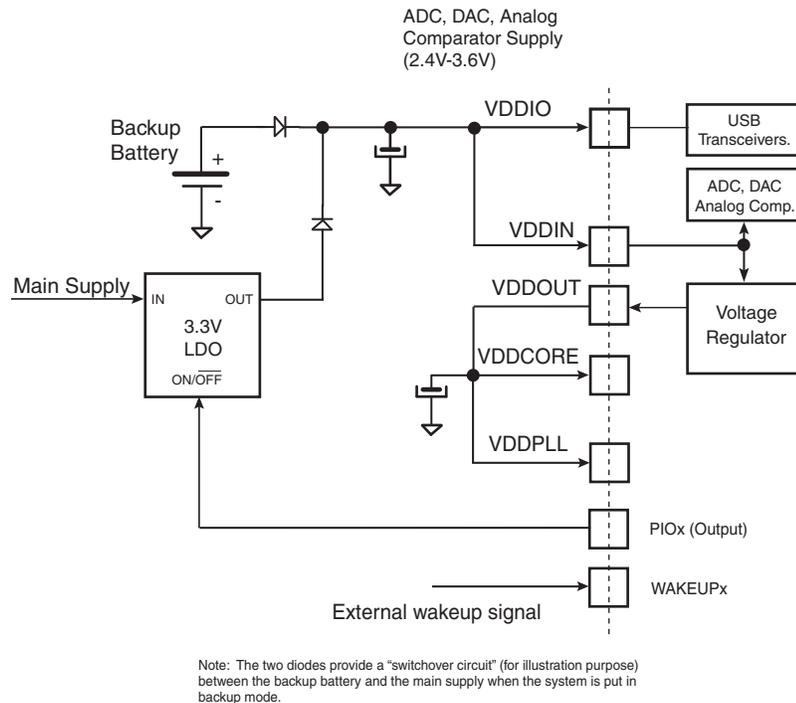 ADC, DAC, Analog
Comparator Supply
(2.4V-3.6V)
VDDIO
USB
Transceivers.
Backup
Battery
+
-
ADC, DAC
Analog Comp.
VDDIN
Main Supply
IN
OUT
3.3V
LDO
ON/OFF
VDDOUT
Voltage
Regulator
VDDCORE
VDDPLL
PIOx (Output)
WAKEUPx
External wakeup signal
Note: The two diodes provide a “switchover circuit” (for illustration purpose)
between the backup battery and the main supply when the system is put in
backup mode.